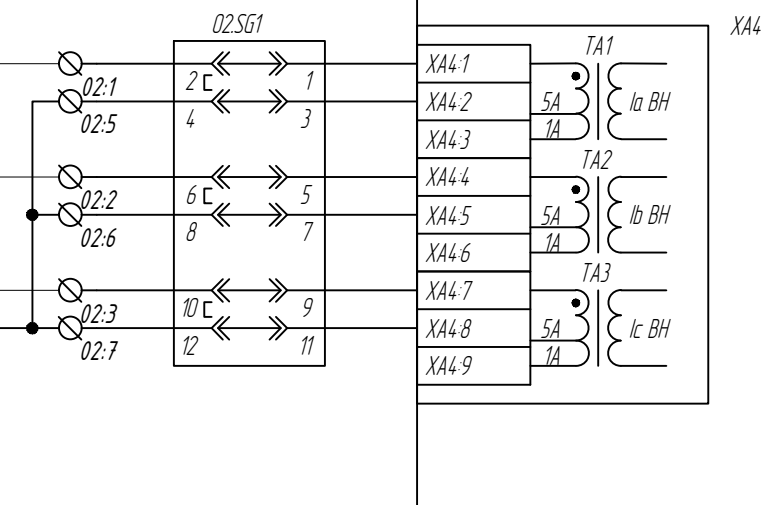 02.SG1
XA4
TA1
XA4:1
2 1
02:1
XA4:2
5A
Ia ВН
02:5
4 3
1A
XA4:3
TA2
XA4:4
6 5
02:2
XA4:5
5A
Ib ВН
02:6
8 7
1A
XA4:6
TA3
XA4:7
10 9
02:3
XA4:8
5A
Ic ВН
02:7
12 11
1A
XA4:9